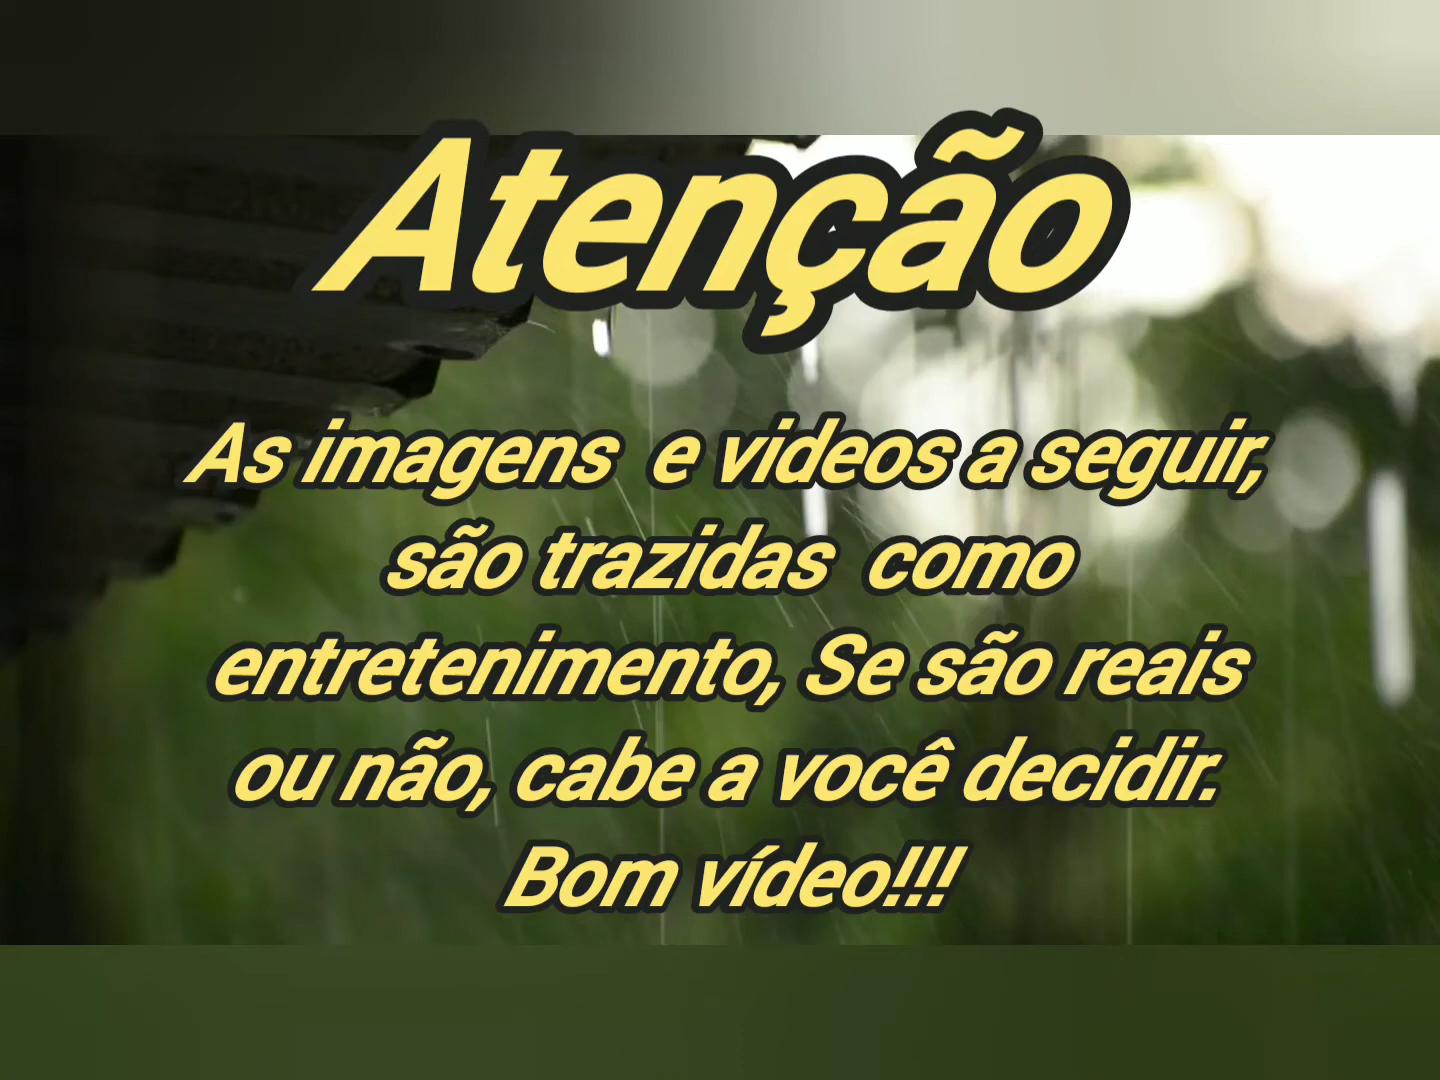 Atenção
As imagens e videos a seguir,
são trazidas como
entretenimento, Se são reais
ou não, cabe a você decidir.
Bom vídeo!!!